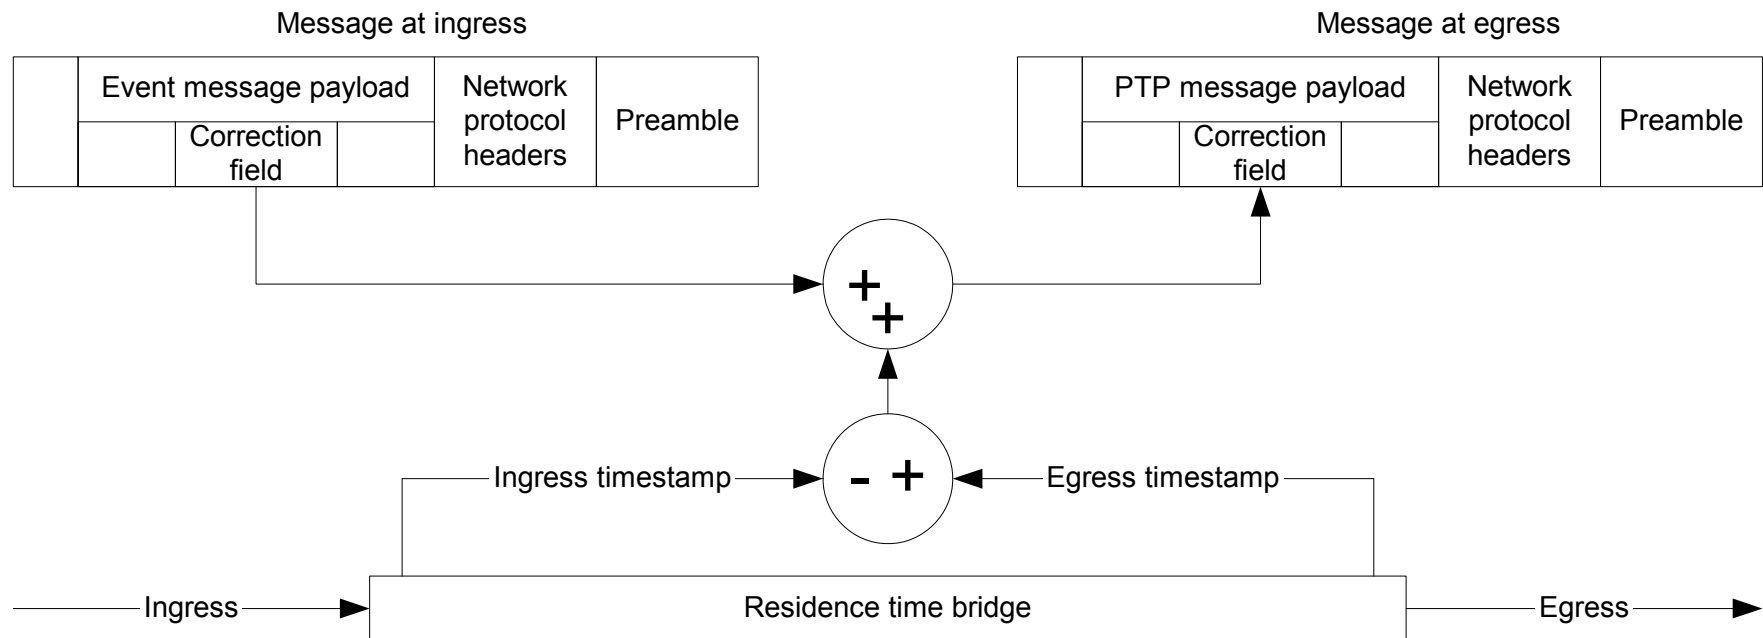 Message at ingress
Message at egress
Event message payload
Correction
field
Network
protocol
headers
Preamble
PTP message payload
Correction
field
Network
protocol
headers
Preamble
+
+
Ingress timestamp
- +
Egress timestamp
Ingress
Residence time bridge
Egress